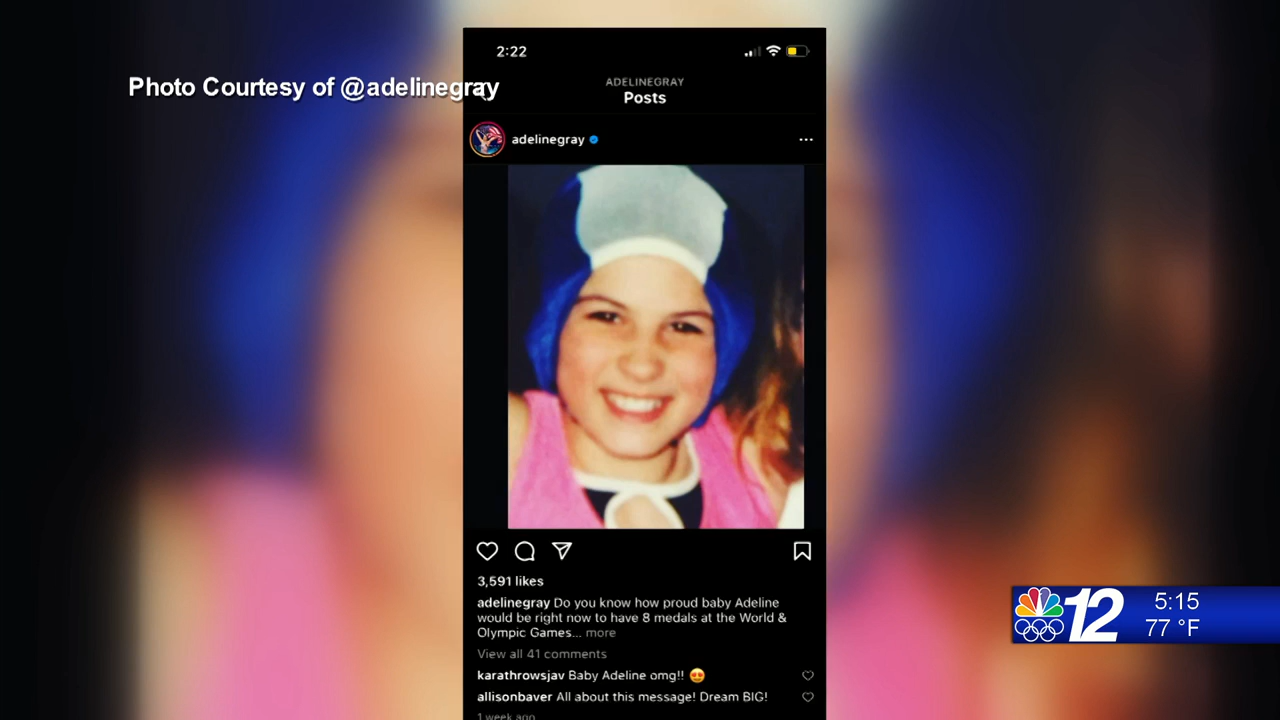 Photo Courtesy of @adelinegray
2:22
ADELINEGRAY
Posts
adelinegray
3,591 likes
adelinegray Do you know how proud baby Adeline
would be right now to have 8 medals at the World &
Olympic Games... more
View all 41 comments
karathrowsjav Baby Adeline omg!! 😍
allisonbaver All about this message! Dream BIG!
1 week ago
12
5:15
77 °F